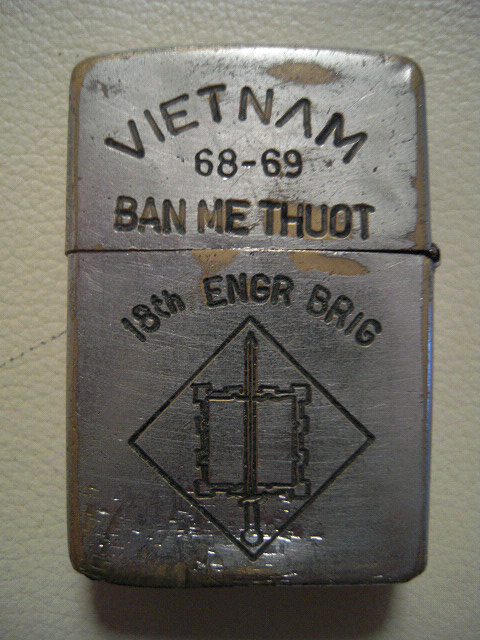 VIETNAM
68-69
BAN ME THUOT
18th ENGR BRIG